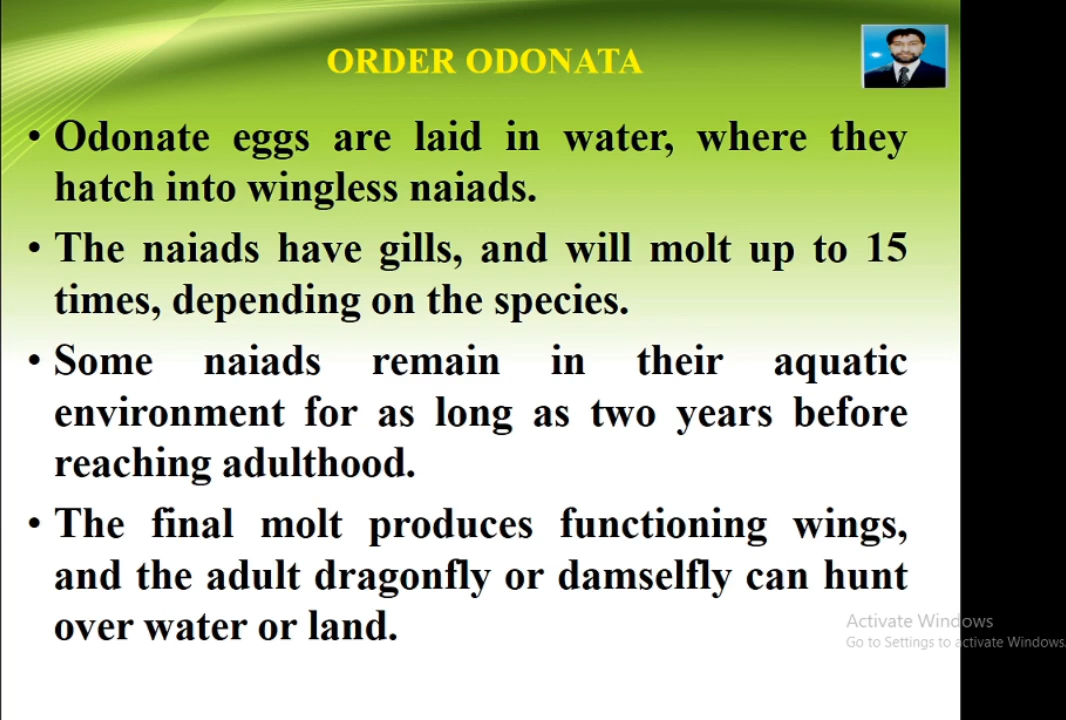 ORDER ODONATA
• Odonate eggs are laid in water, where they
hatch into wingless naiads.
• The naiads have gills, and will molt up to 15
times, depending on the species.
• Some naiads remain in their aquatic
environment for as long as two years before
reaching adulthood.
• The final molt produces functioning wings,
and the adult dragonfly or damselfly can hunt
over water or land.
Activate Windows
Go to Settings to activate Windows.